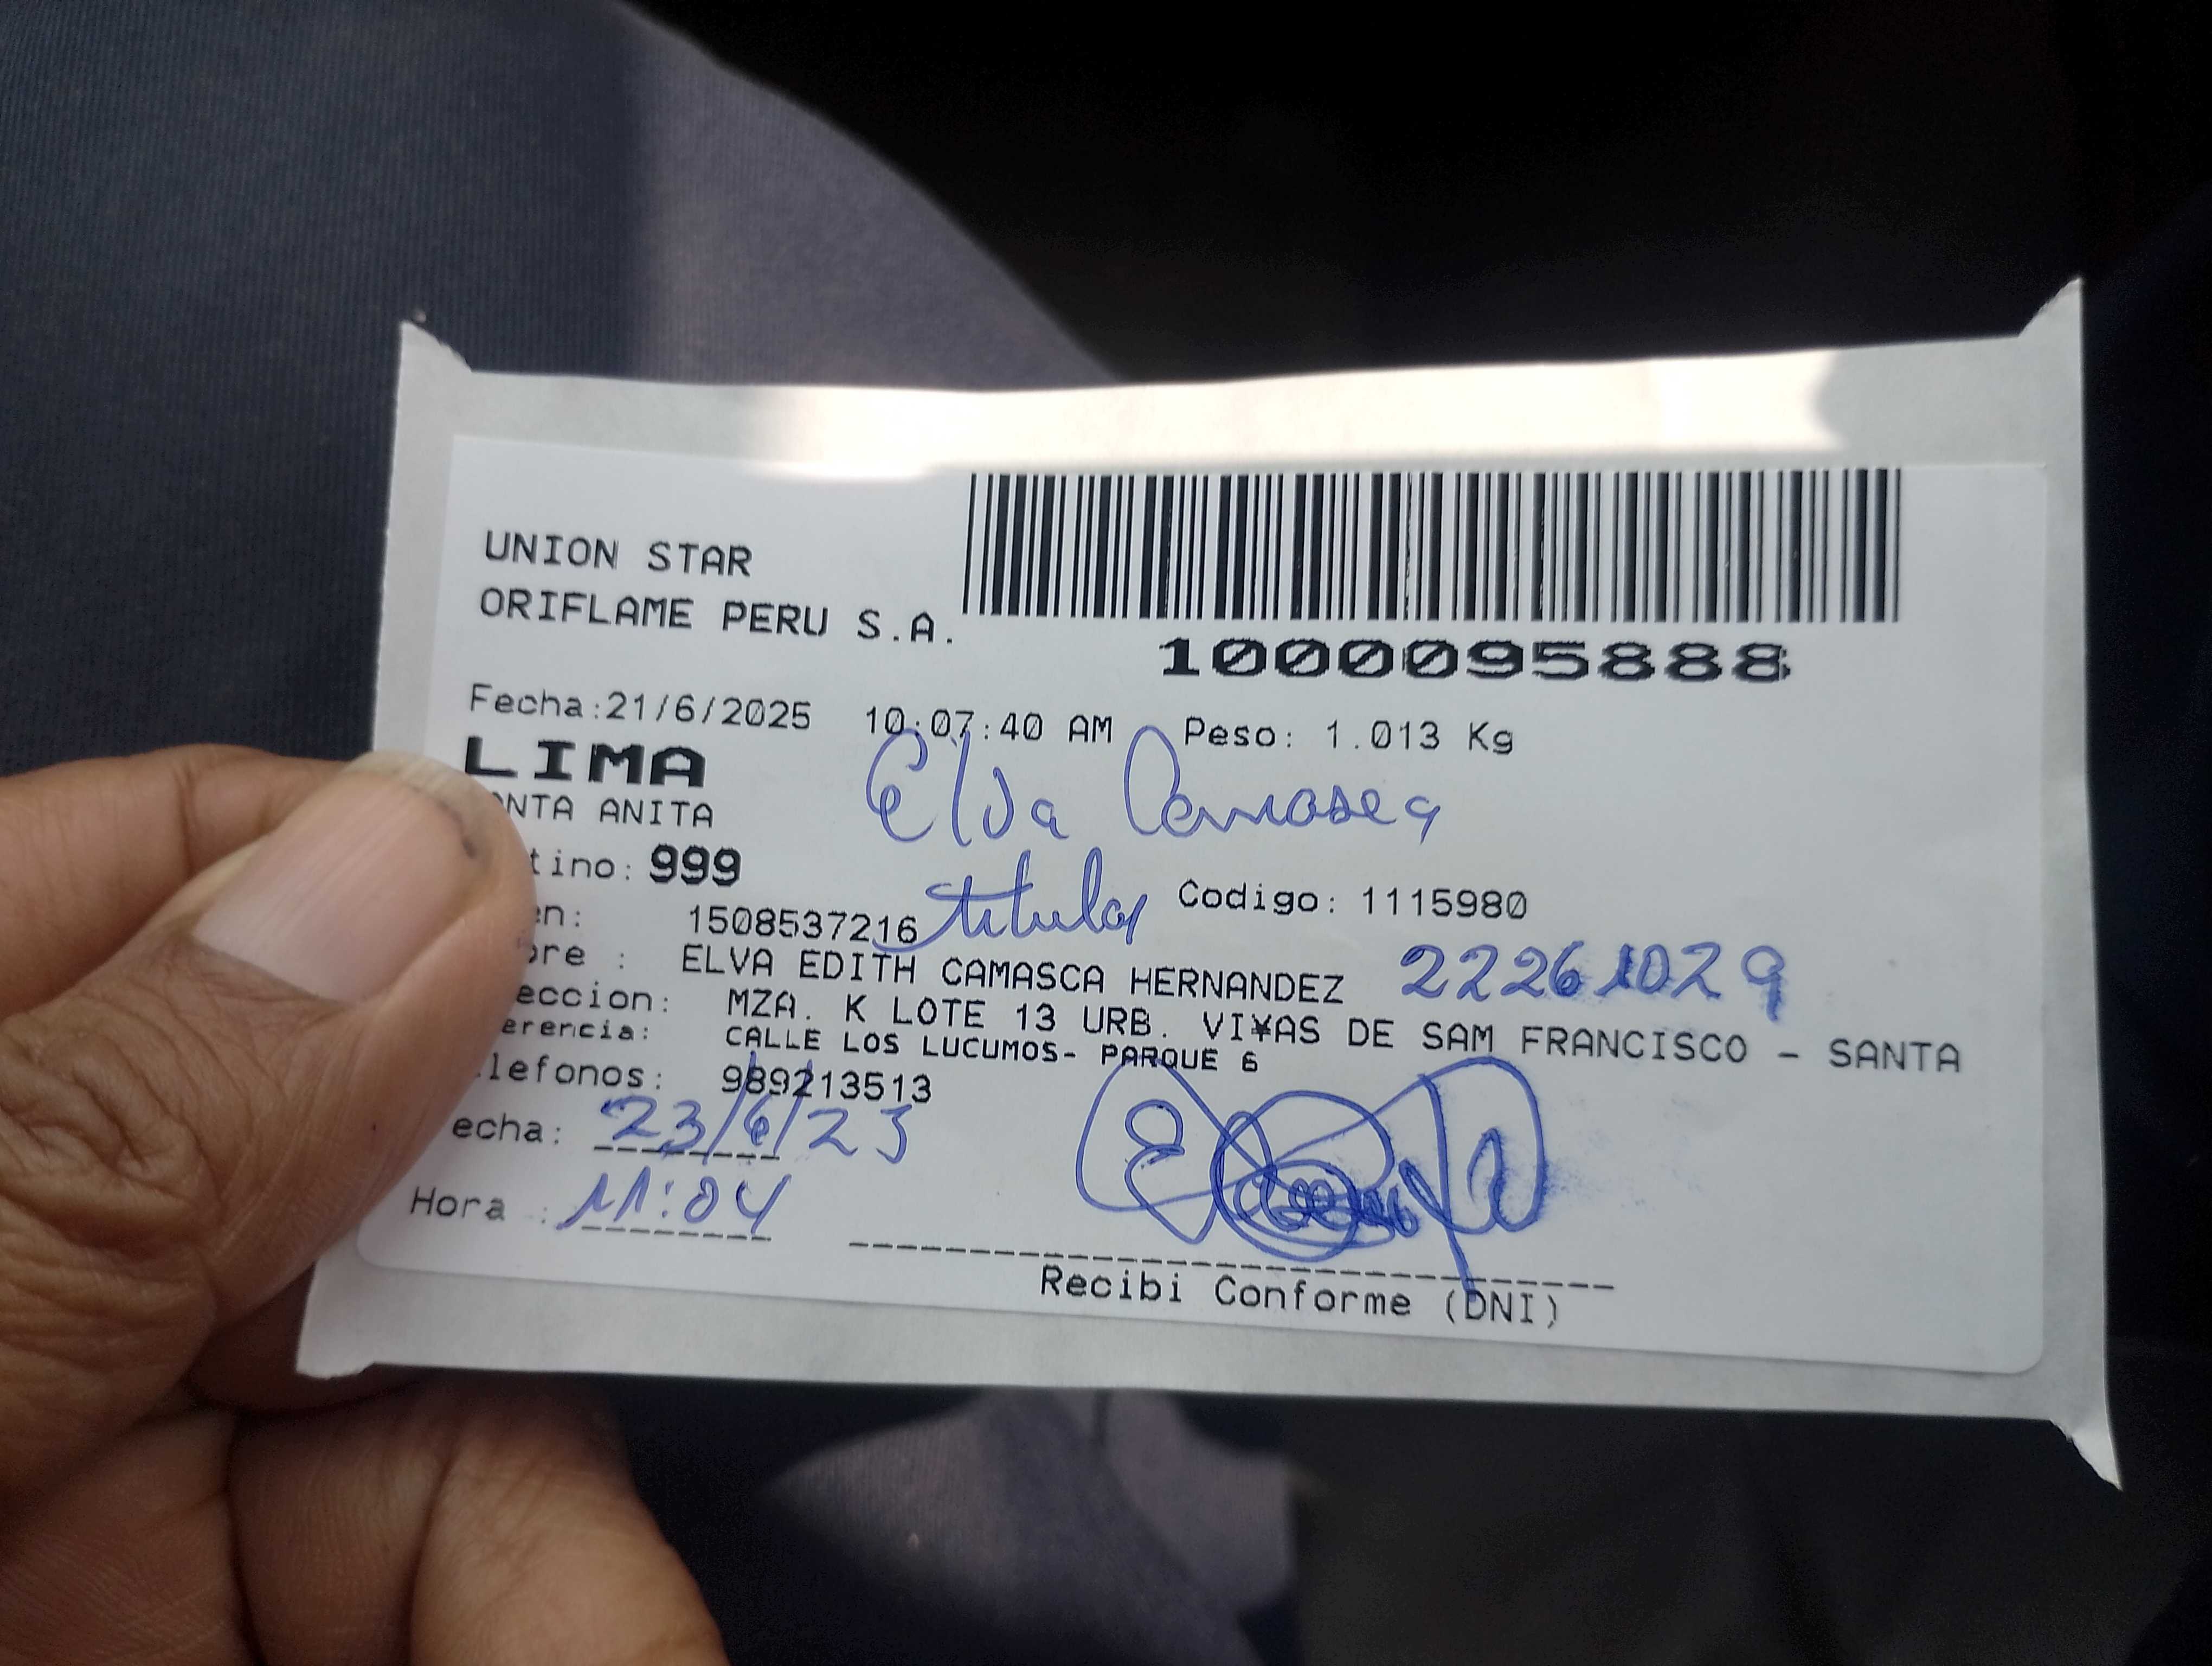 UNION STAR
ORIFLAME PERU S.A.
1000095888
Fecha:21/6/2025 10:07:40 AM Peso: 1.013 Kg
LIMA
NTA ANITA
Elva Camasca
tino: 999
titular Codigo: 1115980
en: 1508537216
bre : ELVA EDITH CAMASCA HERNANDEZ 22261029
eccion: MZA. K LOTE 13 URB. VI¥AS DE SAM FRANCISCO - SANTA
erencia: CALLE LOS LUCUMOS- PARQUE 6
lefonos: 989213513
echa: 23/6/25
Hora : 11:04
Recibi Conforme (DNI)